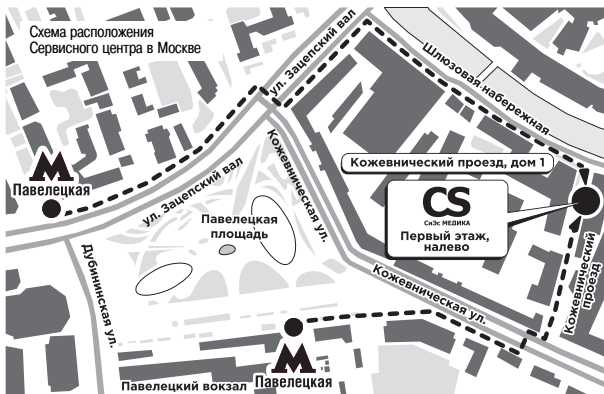 Схема расположения
Сервисного центра в Москве
ул. Зацепский вал
Шлюзовая набережная
М
Павелецкая
Кожевнический проезд, дом 1
CS
СиЭс МЕДИКА
Первый этаж,
налево
ул. Зацепский вал
Кожевническая ул.
Павелецкая
площадь
Дубининская ул.
Кожевническая ул.
Кожевнический
проезд
М
Павелецкий вокзал
Павелецкая